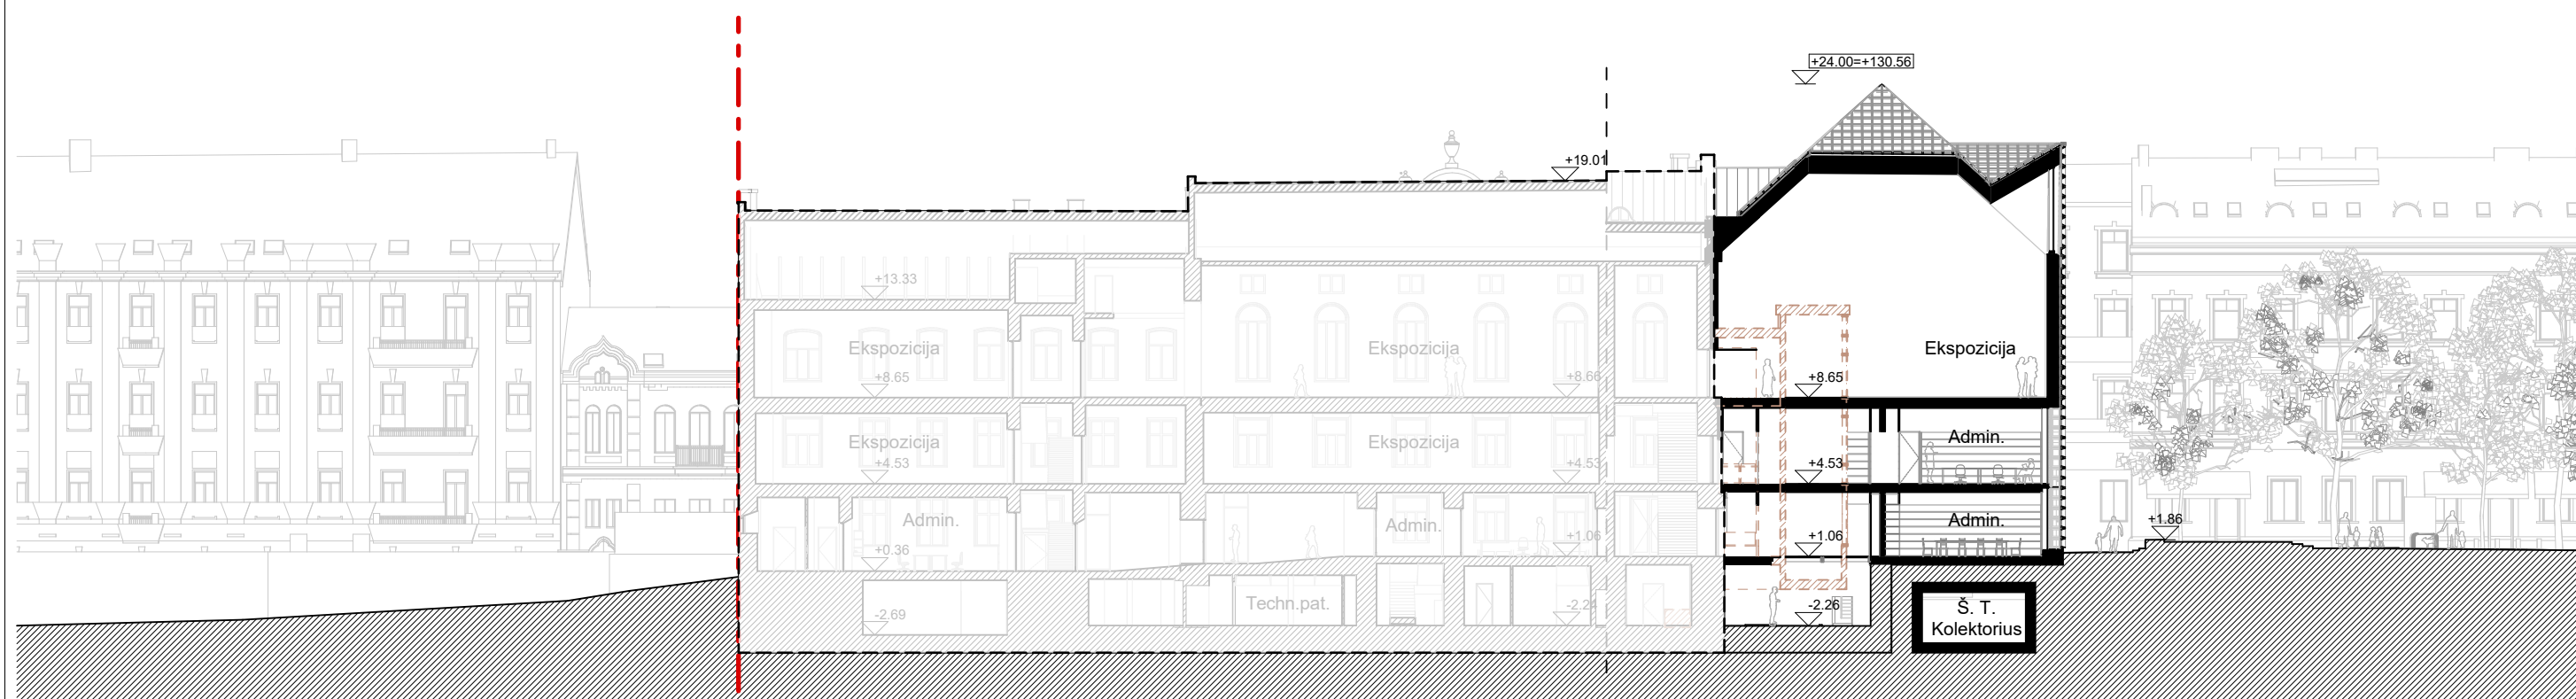 +24.00=+130.56
+19.01
+13.33
Ekspozicija
Ekspozicija
Ekspozicija
+8.65
+8.66
+8.65
Ekspozicija
Ekspozicija
Admin.
+4.53
+4.53
+4.53
Admin.
Admin.
Admin.
+1.86
+0.36
+1.06
+1.06
Techn.pat.
-2.69
-2.24
-2.26
Š. T.
Kolektorius